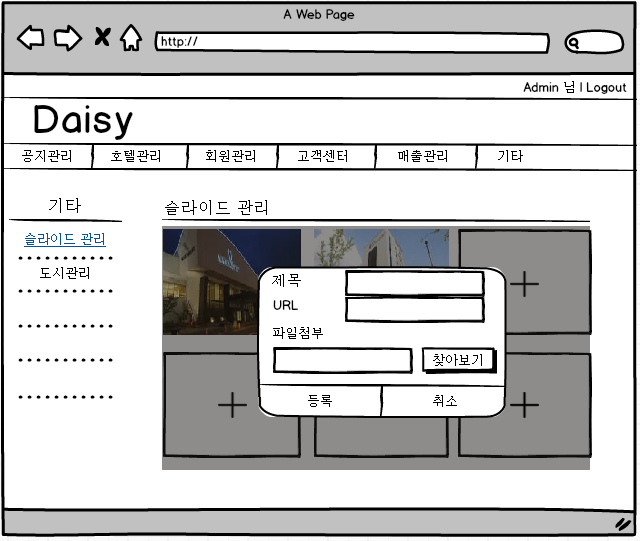 A Web Page
http://
Admin 님 | Logout
Daisy
공지관리 호텔관리 회원관리 고객센터 매출관리 기타
기타
슬라이드 관리
도시관리
슬라이드 관리
제목
URL
파일첨부
찾아보기
등록 취소